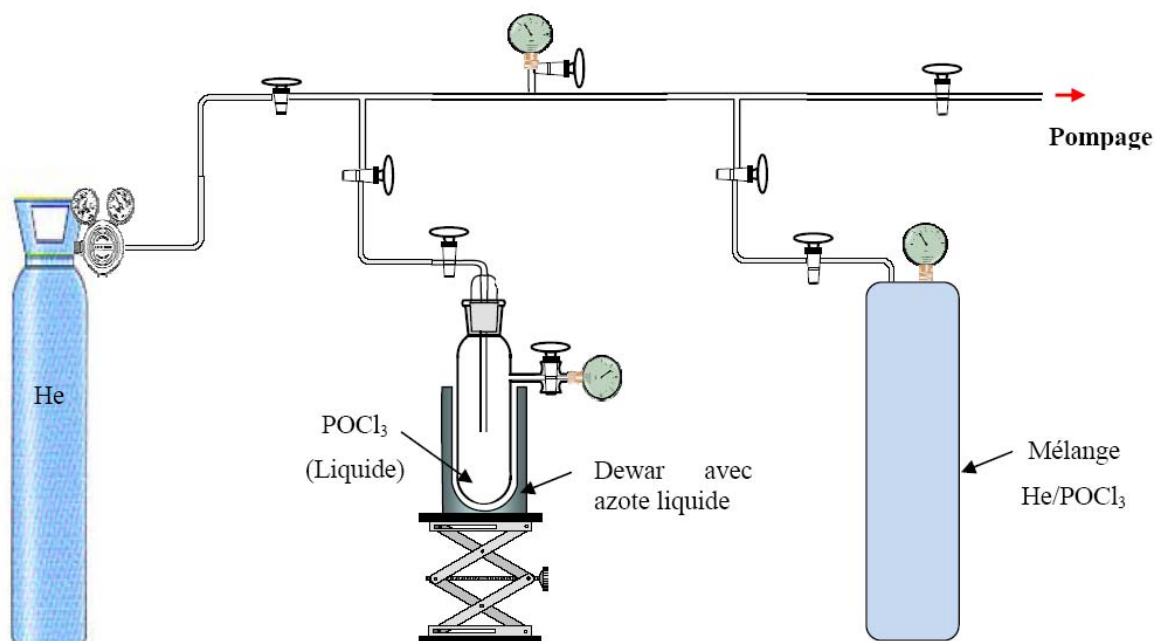 Pompage
He
POCl₃
(Liquide)
Dewar avec
azote liquide
Mélange
He/POCl₃